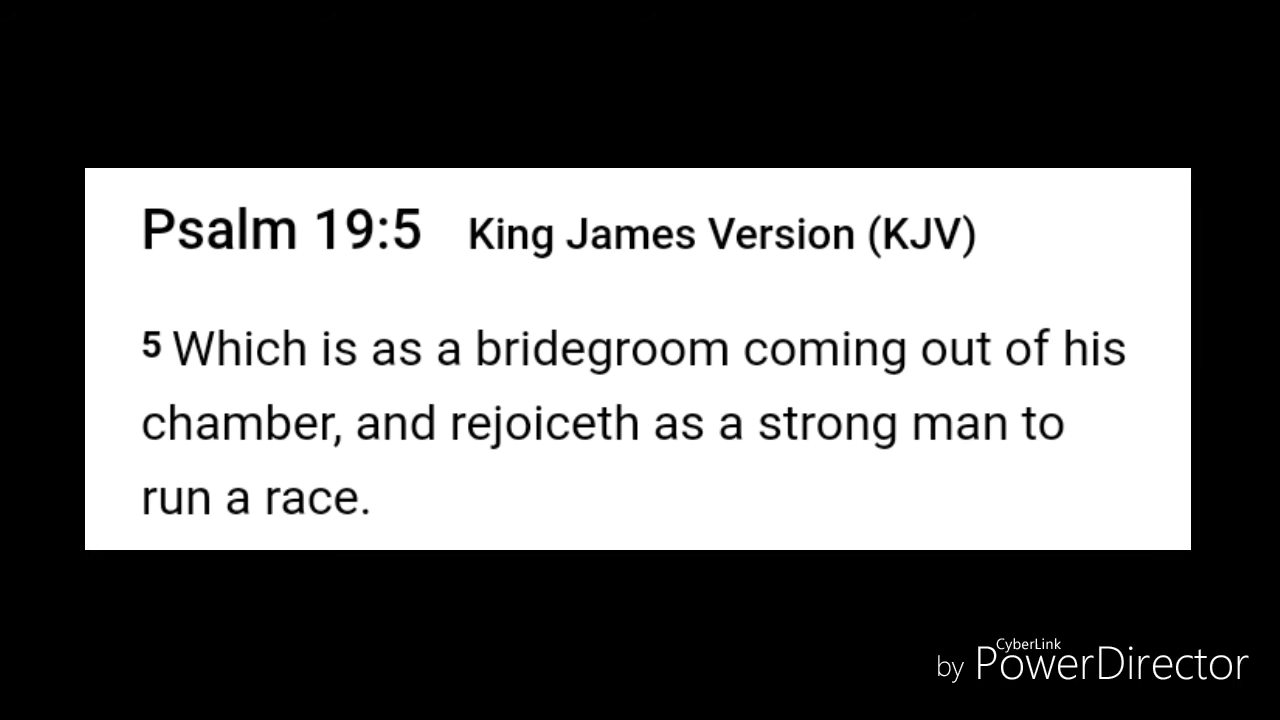 Psalm 19:5 King James Version (KJV)
5 Which is as a bridegroom coming out of his
chamber, and rejoiceth as a strong man to
run a race.
CyberLink
by PowerDirector